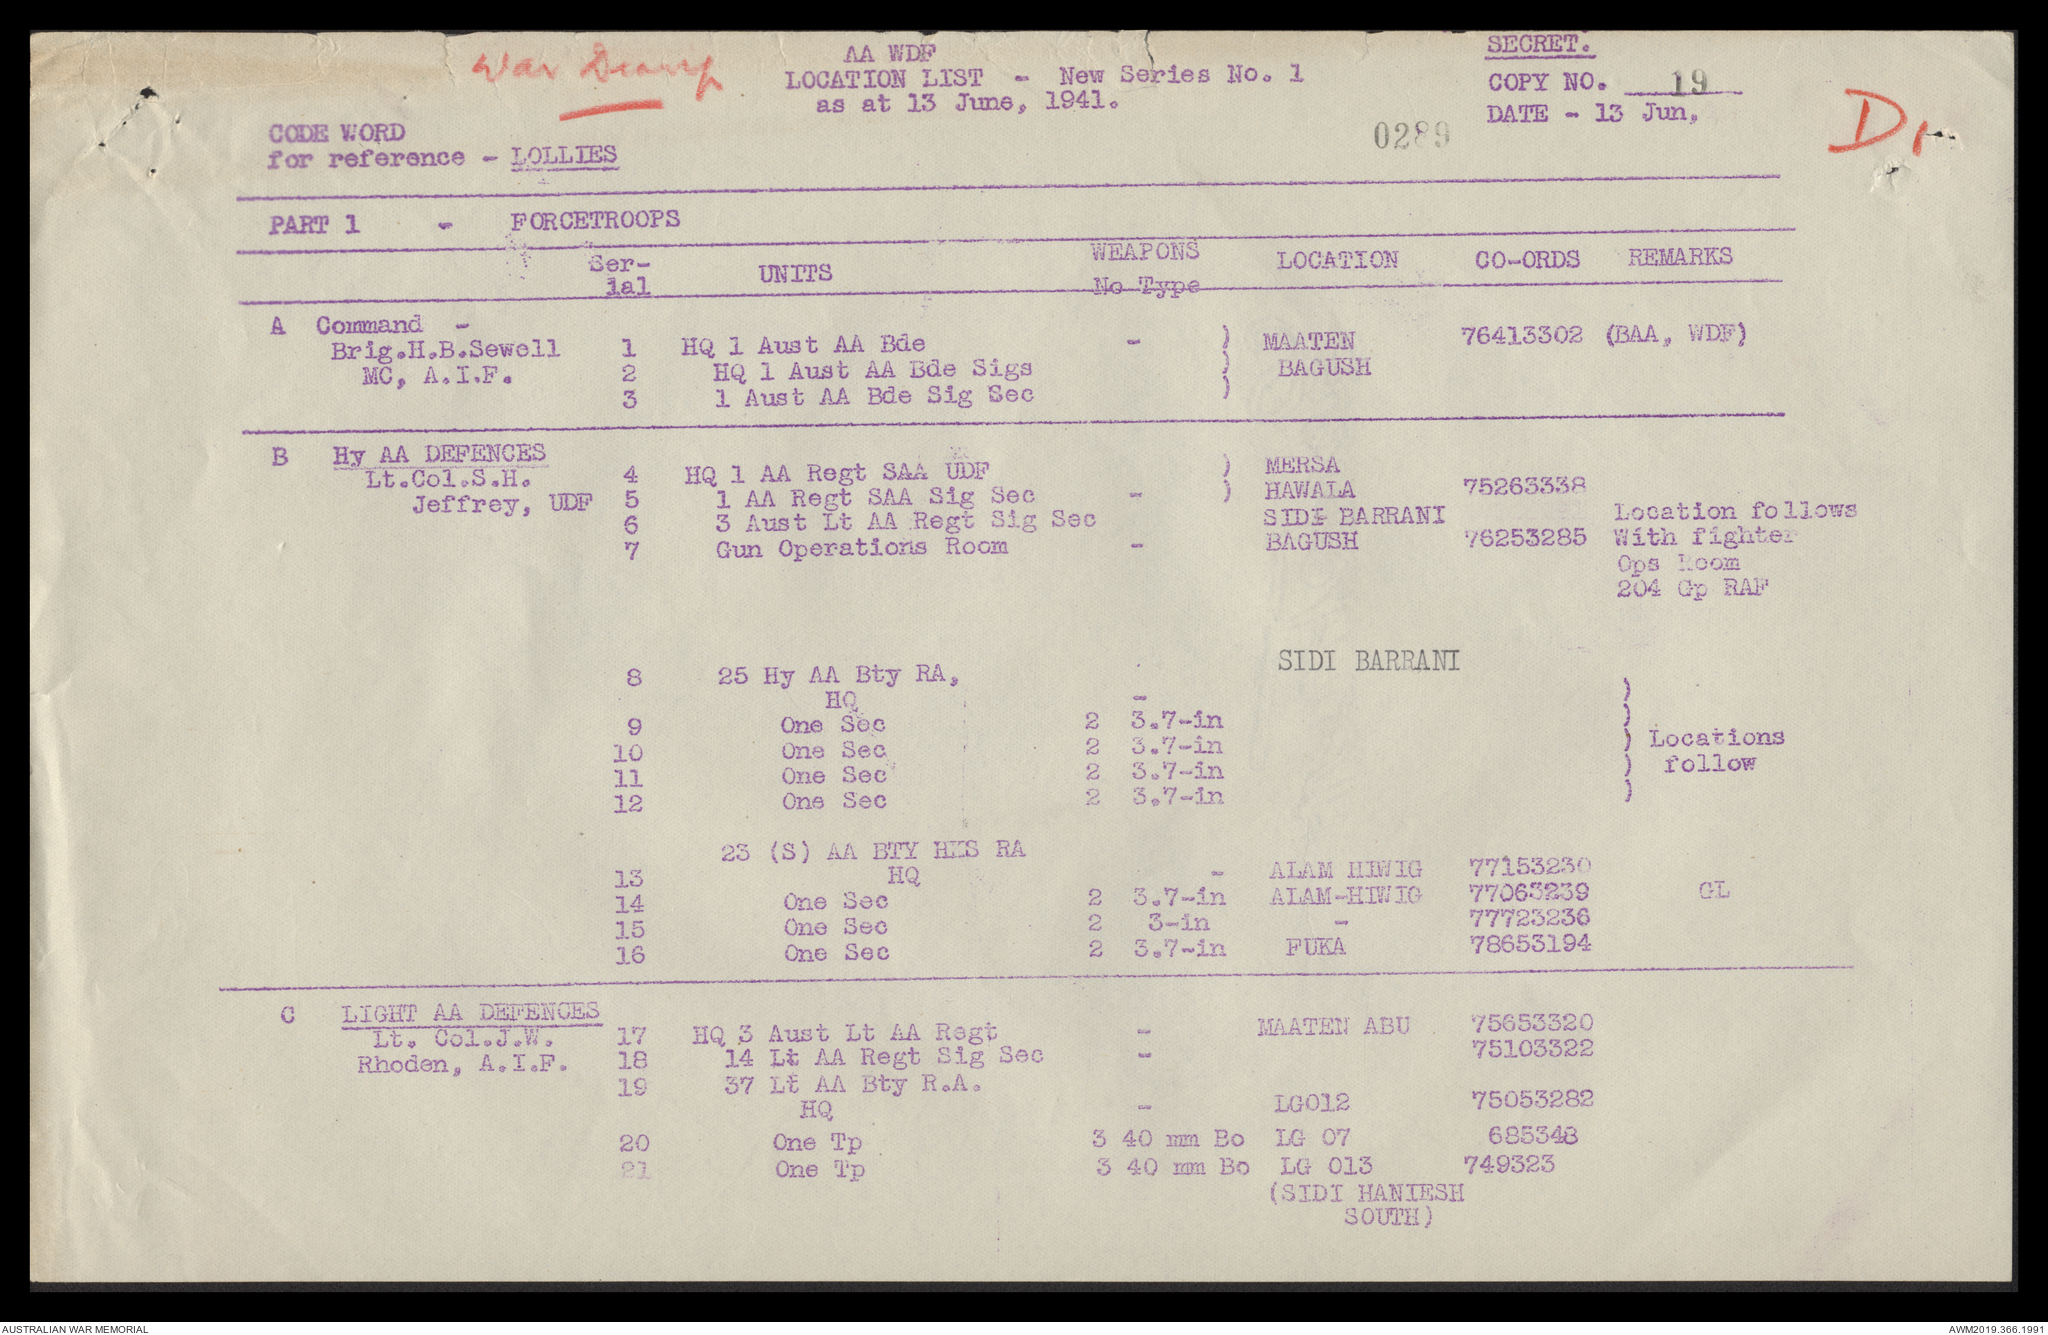 War Diary
AA WDF
LOCATION LIST - New Series No. 1
as at 13 June, 1941.
SECRET.
COPY NO. 19
DATE - 13 Jun.
0289
CODE WORD
for reference - LOLLIES
PART 1 - FORCETROOPS
Ser-ial UNITS WEAPONS No Type LOCATION CO-ORDS REMARKS
A Command -
Brig.H.B.Sewell 1 HQ 1 Aust AA Bde - ) MAATEN 76413302 (BAA, WDF)
MC, A.I.F. 2 HQ 1 Aust AA Bde Sigs ) BAGUSH
3 1 Aust AA Bde Sig Sec )
B Hy AA DEFENCES
Lt.Col.S.H. 4 HQ 1 AA Regt SAA UDF ) MERSA
Jeffrey, UDF 5 1 AA Regt SAA Sig Sec - ) HAWALA 75263338
6 3 Aust Lt AA Regt Sig Sec SIDI BARRANI Location follows
7 Gun Operations Room - BAGUSH 76253285 With fighter
Ops Room
204 Gp RAF
SIDI BARRANI
8 25 Hy AA Bty RA,
HQ - )
9 One Sec 2 3.7-in )
10 One Sec 2 3.7-in ) Locations
11 One Sec 2 3.7-in ) follow
12 One Sec 2 3.7-in )
23 (S) AA BTY HKS RA
13 HQ - ALAM HIWIG 77153230
14 One Sec 2 3.7-in ALAM-HIWIG 77063239 GL
15 One Sec 2 3-in - 77723236
16 One Sec 2 3.7-in FUKA 78653194
C LIGHT AA DEFENCES
Lt. Col.J.W. 17 HQ 3 Aust Lt AA Regt - MAATEN ABU 75653320
Rhoden, A.I.F. 18 14 Lt AA Regt Sig Sec - 75103322
19 37 Lt AA Bty R.A.
HQ - LG012 75053282
20 One Tp 3 40 mm Bo LG 07 685348
21 One Tp 3 40 mm Bo LG 013 749323
(SIDI HANIESH
SOUTH)
AUSTRALIAN WAR MEMORIAL
AWM2019.366.1991